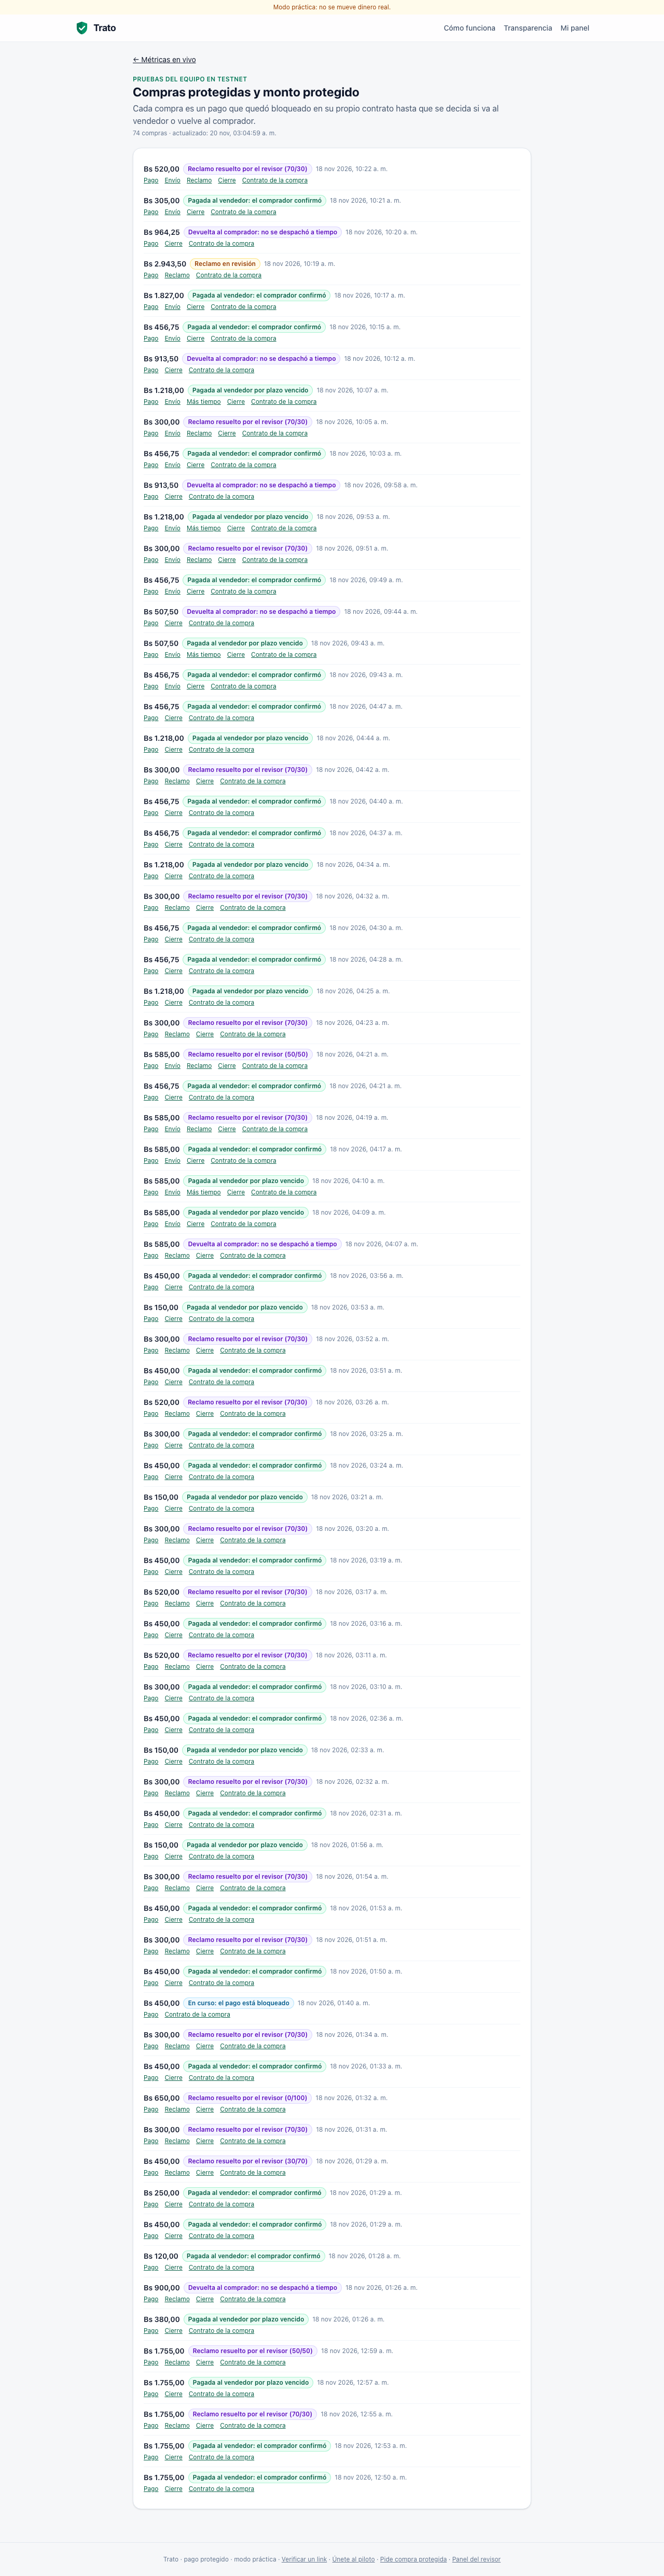 Modo práctica: no se mueve dinero real.
Trato
Cómo funciona Transparencia Mi panel
← Métricas en vivo
PRUEBAS DEL EQUIPO EN TESTNET
Compras protegidas y monto protegido
Cada compra es un pago que quedó bloqueado en su propio contrato hasta que se decida si va al
vendedor o vuelve al comprador.
74 compras · actualizado: 20 nov, 03:04:59 a. m.
Bs 520,00 Reclamo resuelto por el revisor (70/30) 18 nov 2026, 10:22 a. m.
Pago Envío Reclamo Cierre Contrato de la compra
Bs 305,00 Pagada al vendedor: el comprador confirmó 18 nov 2026, 10:21 a. m.
Pago Envío Cierre Contrato de la compra
Bs 964,25 Devuelta al comprador: no se despachó a tiempo 18 nov 2026, 10:20 a. m.
Pago Cierre Contrato de la compra
Bs 2.943,50 Reclamo en revisión 18 nov 2026, 10:19 a. m.
Pago Reclamo Contrato de la compra
Bs 1.827,00 Pagada al vendedor: el comprador confirmó 18 nov 2026, 10:17 a. m.
Pago Envío Cierre Contrato de la compra
Bs 456,75 Pagada al vendedor: el comprador confirmó 18 nov 2026, 10:15 a. m.
Pago Envío Cierre Contrato de la compra
Bs 913,50 Devuelta al comprador: no se despachó a tiempo 18 nov 2026, 10:12 a. m.
Pago Cierre Contrato de la compra
Bs 1.218,00 Pagada al vendedor por plazo vencido 18 nov 2026, 10:07 a. m.
Pago Envío Más tiempo Cierre Contrato de la compra
Bs 300,00 Reclamo resuelto por el revisor (70/30) 18 nov 2026, 10:05 a. m.
Pago Envío Reclamo Cierre Contrato de la compra
Bs 456,75 Pagada al vendedor: el comprador confirmó 18 nov 2026, 10:03 a. m.
Pago Envío Cierre Contrato de la compra
Bs 913,50 Devuelta al comprador: no se despachó a tiempo 18 nov 2026, 09:58 a. m.
Pago Cierre Contrato de la compra
Bs 1.218,00 Pagada al vendedor por plazo vencido 18 nov 2026, 09:53 a. m.
Pago Envío Más tiempo Cierre Contrato de la compra
Bs 300,00 Reclamo resuelto por el revisor (70/30) 18 nov 2026, 09:51 a. m.
Pago Envío Reclamo Cierre Contrato de la compra
Bs 456,75 Pagada al vendedor: el comprador confirmó 18 nov 2026, 09:49 a. m.
Pago Envío Cierre Contrato de la compra
Bs 507,50 Devuelta al comprador: no se despachó a tiempo 18 nov 2026, 09:44 a. m.
Pago Cierre Contrato de la compra
Bs 507,50 Pagada al vendedor por plazo vencido 18 nov 2026, 09:43 a. m.
Pago Envío Más tiempo Cierre Contrato de la compra
Bs 456,75 Pagada al vendedor: el comprador confirmó 18 nov 2026, 09:43 a. m.
Pago Envío Cierre Contrato de la compra
Bs 456,75 Pagada al vendedor: el comprador confirmó 18 nov 2026, 04:47 a. m.
Pago Cierre Contrato de la compra
Bs 1.218,00 Pagada al vendedor por plazo vencido 18 nov 2026, 04:44 a. m.
Pago Cierre Contrato de la compra
Bs 300,00 Reclamo resuelto por el revisor (70/30) 18 nov 2026, 04:42 a. m.
Pago Reclamo Cierre Contrato de la compra
Bs 456,75 Pagada al vendedor: el comprador confirmó 18 nov 2026, 04:40 a. m.
Pago Cierre Contrato de la compra
Bs 456,75 Pagada al vendedor: el comprador confirmó 18 nov 2026, 04:37 a. m.
Pago Cierre Contrato de la compra
Bs 1.218,00 Pagada al vendedor por plazo vencido 18 nov 2026, 04:34 a. m.
Pago Cierre Contrato de la compra
Bs 300,00 Reclamo resuelto por el revisor (70/30) 18 nov 2026, 04:32 a. m.
Pago Reclamo Cierre Contrato de la compra
Bs 456,75 Pagada al vendedor: el comprador confirmó 18 nov 2026, 04:30 a. m.
Pago Cierre Contrato de la compra
Bs 456,75 Pagada al vendedor: el comprador confirmó 18 nov 2026, 04:28 a. m.
Pago Cierre Contrato de la compra
Bs 1.218,00 Pagada al vendedor por plazo vencido 18 nov 2026, 04:25 a. m.
Pago Cierre Contrato de la compra
Bs 300,00 Reclamo resuelto por el revisor (70/30) 18 nov 2026, 04:23 a. m.
Pago Reclamo Cierre Contrato de la compra
Bs 585,00 Reclamo resuelto por el revisor (50/50) 18 nov 2026, 04:21 a. m.
Pago Envío Reclamo Cierre Contrato de la compra
Bs 456,75 Pagada al vendedor: el comprador confirmó 18 nov 2026, 04:21 a. m.
Pago Cierre Contrato de la compra
Bs 585,00 Reclamo resuelto por el revisor (70/30) 18 nov 2026, 04:19 a. m.
Pago Envío Reclamo Cierre Contrato de la compra
Bs 585,00 Pagada al vendedor: el comprador confirmó 18 nov 2026, 04:17 a. m.
Pago Envío Cierre Contrato de la compra
Bs 585,00 Pagada al vendedor por plazo vencido 18 nov 2026, 04:10 a. m.
Pago Envío Más tiempo Cierre Contrato de la compra
Bs 585,00 Pagada al vendedor por plazo vencido 18 nov 2026, 04:09 a. m.
Pago Envío Cierre Contrato de la compra
Bs 585,00 Devuelta al comprador: no se despachó a tiempo 18 nov 2026, 04:07 a. m.
Pago Reclamo Cierre Contrato de la compra
Bs 450,00 Pagada al vendedor: el comprador confirmó 18 nov 2026, 03:56 a. m.
Pago Cierre Contrato de la compra
Bs 150,00 Pagada al vendedor por plazo vencido 18 nov 2026, 03:53 a. m.
Pago Cierre Contrato de la compra
Bs 300,00 Reclamo resuelto por el revisor (70/30) 18 nov 2026, 03:52 a. m.
Pago Reclamo Cierre Contrato de la compra
Bs 450,00 Pagada al vendedor: el comprador confirmó 18 nov 2026, 03:51 a. m.
Pago Cierre Contrato de la compra
Bs 520,00 Reclamo resuelto por el revisor (70/30) 18 nov 2026, 03:26 a. m.
Pago Reclamo Cierre Contrato de la compra
Bs 300,00 Pagada al vendedor: el comprador confirmó 18 nov 2026, 03:25 a. m.
Pago Cierre Contrato de la compra
Bs 450,00 Pagada al vendedor: el comprador confirmó 18 nov 2026, 03:24 a. m.
Pago Cierre Contrato de la compra
Bs 150,00 Pagada al vendedor por plazo vencido 18 nov 2026, 03:21 a. m.
Pago Cierre Contrato de la compra
Bs 300,00 Reclamo resuelto por el revisor (70/30) 18 nov 2026, 03:20 a. m.
Pago Reclamo Cierre Contrato de la compra
Bs 450,00 Pagada al vendedor: el comprador confirmó 18 nov 2026, 03:19 a. m.
Pago Cierre Contrato de la compra
Bs 520,00 Reclamo resuelto por el revisor (70/30) 18 nov 2026, 03:17 a. m.
Pago Reclamo Cierre Contrato de la compra
Bs 450,00 Pagada al vendedor: el comprador confirmó 18 nov 2026, 03:16 a. m.
Pago Cierre Contrato de la compra
Bs 520,00 Reclamo resuelto por el revisor (70/30) 18 nov 2026, 03:11 a. m.
Pago Reclamo Cierre Contrato de la compra
Bs 300,00 Pagada al vendedor: el comprador confirmó 18 nov 2026, 03:10 a. m.
Pago Cierre Contrato de la compra
Bs 450,00 Pagada al vendedor: el comprador confirmó 18 nov 2026, 02:36 a. m.
Pago Cierre Contrato de la compra
Bs 150,00 Pagada al vendedor por plazo vencido 18 nov 2026, 02:33 a. m.
Pago Cierre Contrato de la compra
Bs 300,00 Reclamo resuelto por el revisor (70/30) 18 nov 2026, 02:32 a. m.
Pago Reclamo Cierre Contrato de la compra
Bs 450,00 Pagada al vendedor: el comprador confirmó 18 nov 2026, 02:31 a. m.
Pago Cierre Contrato de la compra
Bs 150,00 Pagada al vendedor por plazo vencido 18 nov 2026, 01:56 a. m.
Pago Cierre Contrato de la compra
Bs 300,00 Reclamo resuelto por el revisor (70/30) 18 nov 2026, 01:54 a. m.
Pago Reclamo Cierre Contrato de la compra
Bs 450,00 Pagada al vendedor: el comprador confirmó 18 nov 2026, 01:53 a. m.
Pago Cierre Contrato de la compra
Bs 300,00 Reclamo resuelto por el revisor (70/30) 18 nov 2026, 01:51 a. m.
Pago Reclamo Cierre Contrato de la compra
Bs 450,00 Pagada al vendedor: el comprador confirmó 18 nov 2026, 01:50 a. m.
Pago Cierre Contrato de la compra
Bs 450,00 En curso: el pago está bloqueado 18 nov 2026, 01:40 a. m.
Pago Contrato de la compra
Bs 300,00 Reclamo resuelto por el revisor (70/30) 18 nov 2026, 01:34 a. m.
Pago Reclamo Cierre Contrato de la compra
Bs 450,00 Pagada al vendedor: el comprador confirmó 18 nov 2026, 01:33 a. m.
Pago Cierre Contrato de la compra
Bs 650,00 Reclamo resuelto por el revisor (0/100) 18 nov 2026, 01:32 a. m.
Pago Reclamo Cierre Contrato de la compra
Bs 300,00 Reclamo resuelto por el revisor (70/30) 18 nov 2026, 01:31 a. m.
Pago Reclamo Cierre Contrato de la compra
Bs 450,00 Reclamo resuelto por el revisor (30/70) 18 nov 2026, 01:29 a. m.
Pago Reclamo Cierre Contrato de la compra
Bs 250,00 Pagada al vendedor: el comprador confirmó 18 nov 2026, 01:29 a. m.
Pago Cierre Contrato de la compra
Bs 450,00 Pagada al vendedor: el comprador confirmó 18 nov 2026, 01:29 a. m.
Pago Cierre Contrato de la compra
Bs 120,00 Pagada al vendedor: el comprador confirmó 18 nov 2026, 01:28 a. m.
Pago Cierre Contrato de la compra
Bs 900,00 Devuelta al comprador: no se despachó a tiempo 18 nov 2026, 01:26 a. m.
Pago Reclamo Cierre Contrato de la compra
Bs 380,00 Pagada al vendedor por plazo vencido 18 nov 2026, 01:26 a. m.
Pago Cierre Contrato de la compra
Bs 1.755,00 Reclamo resuelto por el revisor (50/50) 18 nov 2026, 12:59 a. m.
Pago Reclamo Cierre Contrato de la compra
Bs 1.755,00 Pagada al vendedor por plazo vencido 18 nov 2026, 12:57 a. m.
Pago Cierre Contrato de la compra
Bs 1.755,00 Reclamo resuelto por el revisor (70/30) 18 nov 2026, 12:55 a. m.
Pago Reclamo Cierre Contrato de la compra
Bs 1.755,00 Pagada al vendedor: el comprador confirmó 18 nov 2026, 12:53 a. m.
Pago Cierre Contrato de la compra
Bs 1.755,00 Pagada al vendedor: el comprador confirmó 18 nov 2026, 12:50 a. m.
Pago Cierre Contrato de la compra
Trato · pago protegido · modo práctica · Verificar un link · Únete al piloto · Pide compra protegida · Panel del revisor